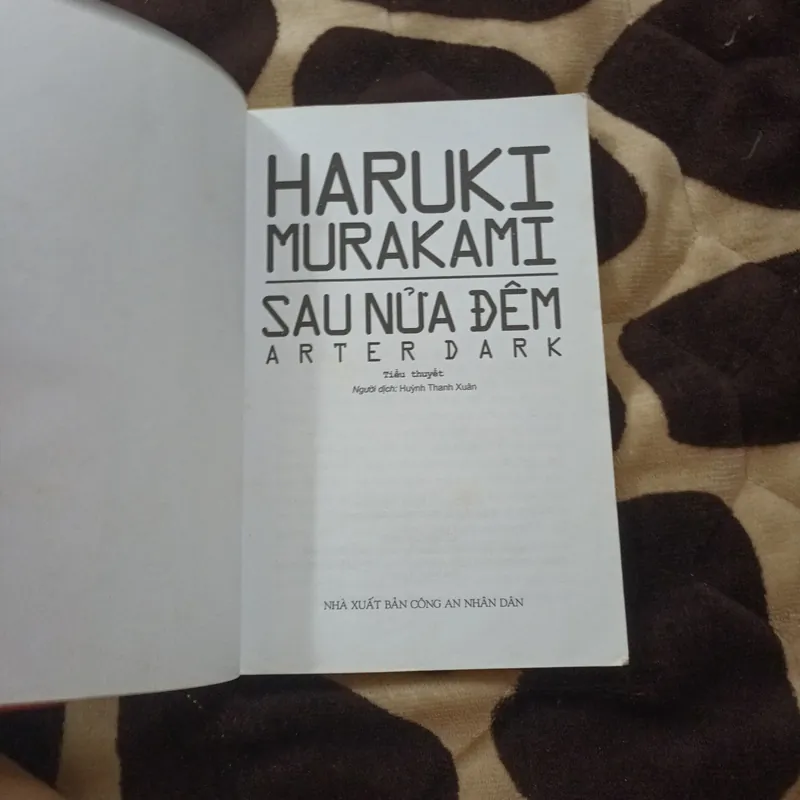 HARUKI
MURAKAMI
SAU NỬA ĐÊM
ARTER DARK
Tiểu thuyết
Người dịch: Huỳnh Thanh Xuân
NHÀ XUẤT BẢN CÔNG AN NHÂN DÂN